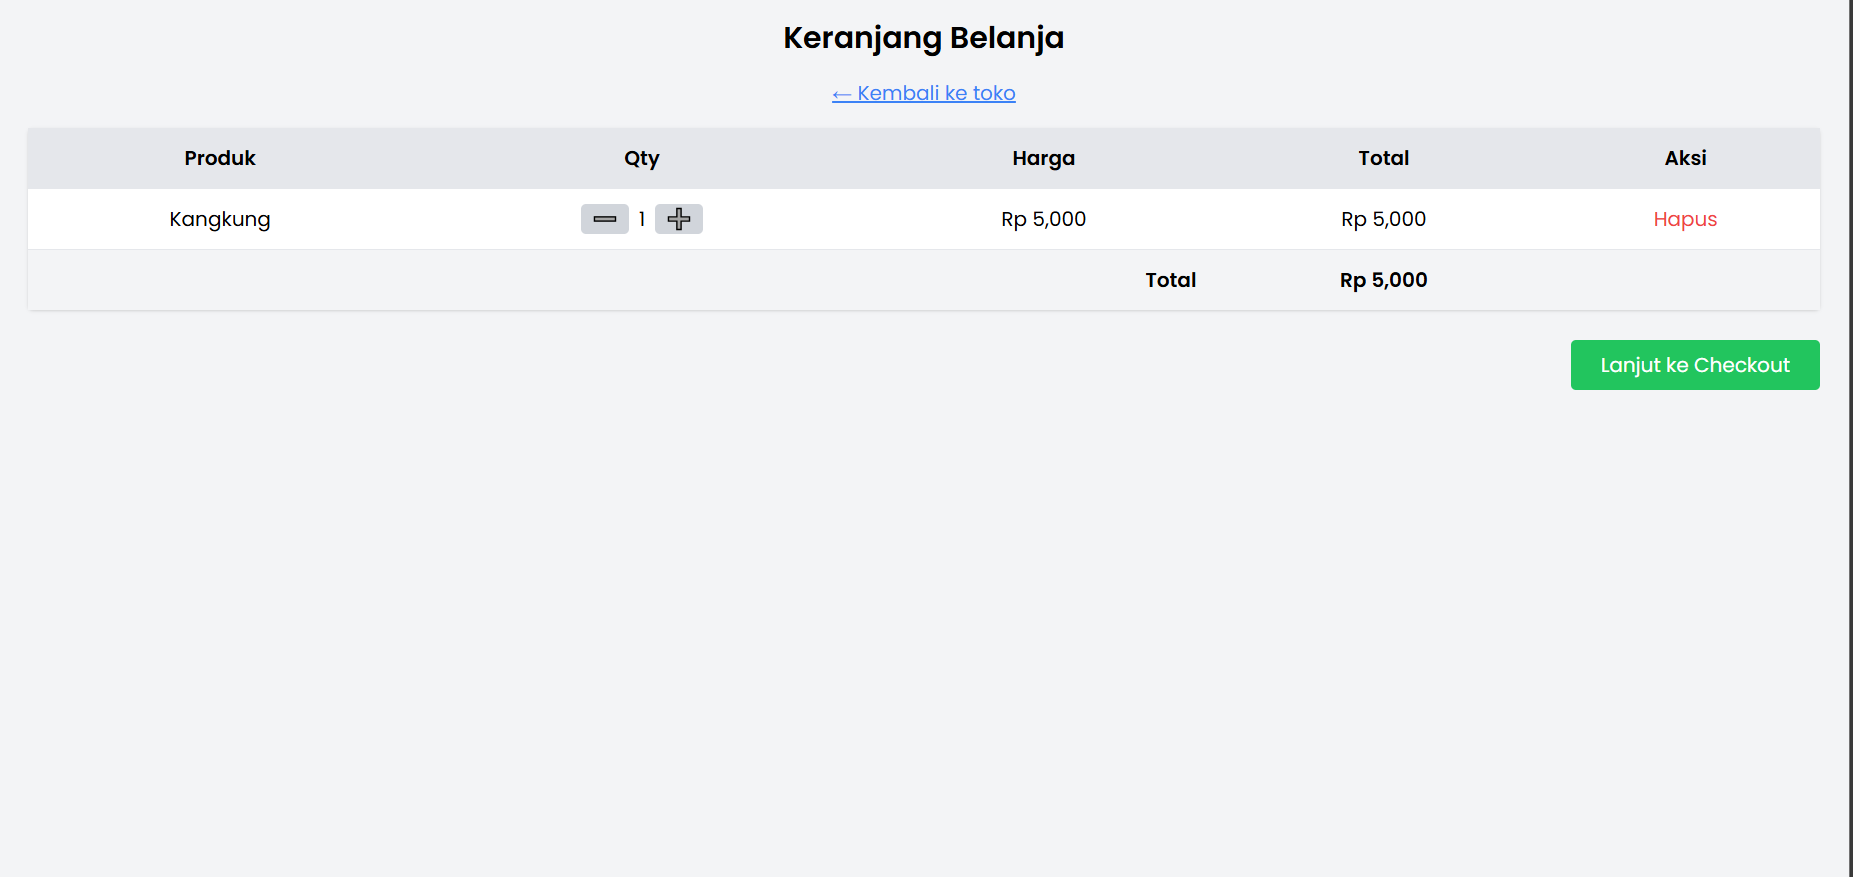 Keranjang Belanja
← Kembali ke toko
Produk Qty Harga Total Aksi
Kangkung 1 Rp 5,000 Rp 5,000 Hapus
Total Rp 5,000
Lanjut ke Checkout